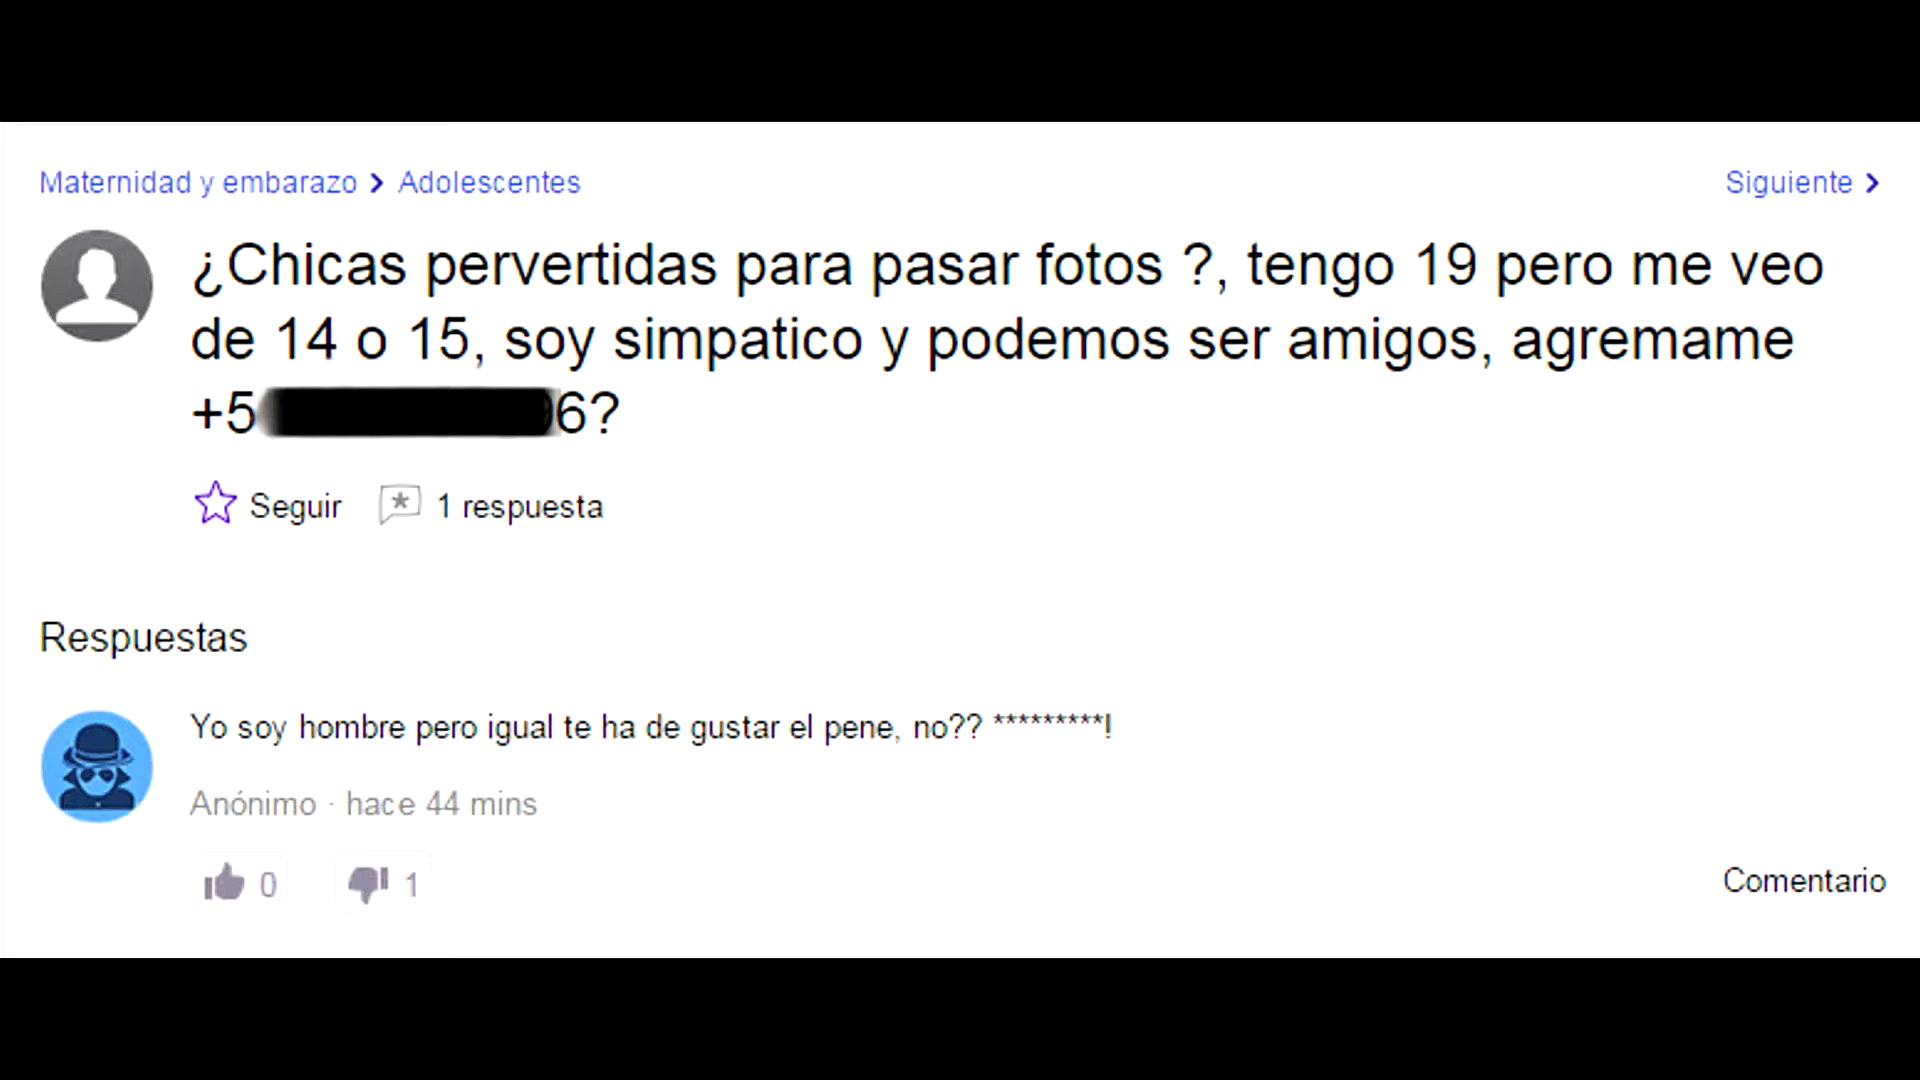 Maternidad y embarazo > Adolescentes
Siguiente >
¿Chicas pervertidas para pasar fotos ?, tengo 19 pero me veo
de 14 o 15, soy simpatico y podemos ser amigos, agremame
+5 6?
Seguir 1 respuesta
Respuestas
Yo soy hombre pero igual te ha de gustar el pene, no?? *********!
Anónimo · hace 44 mins
0 1
Comentario